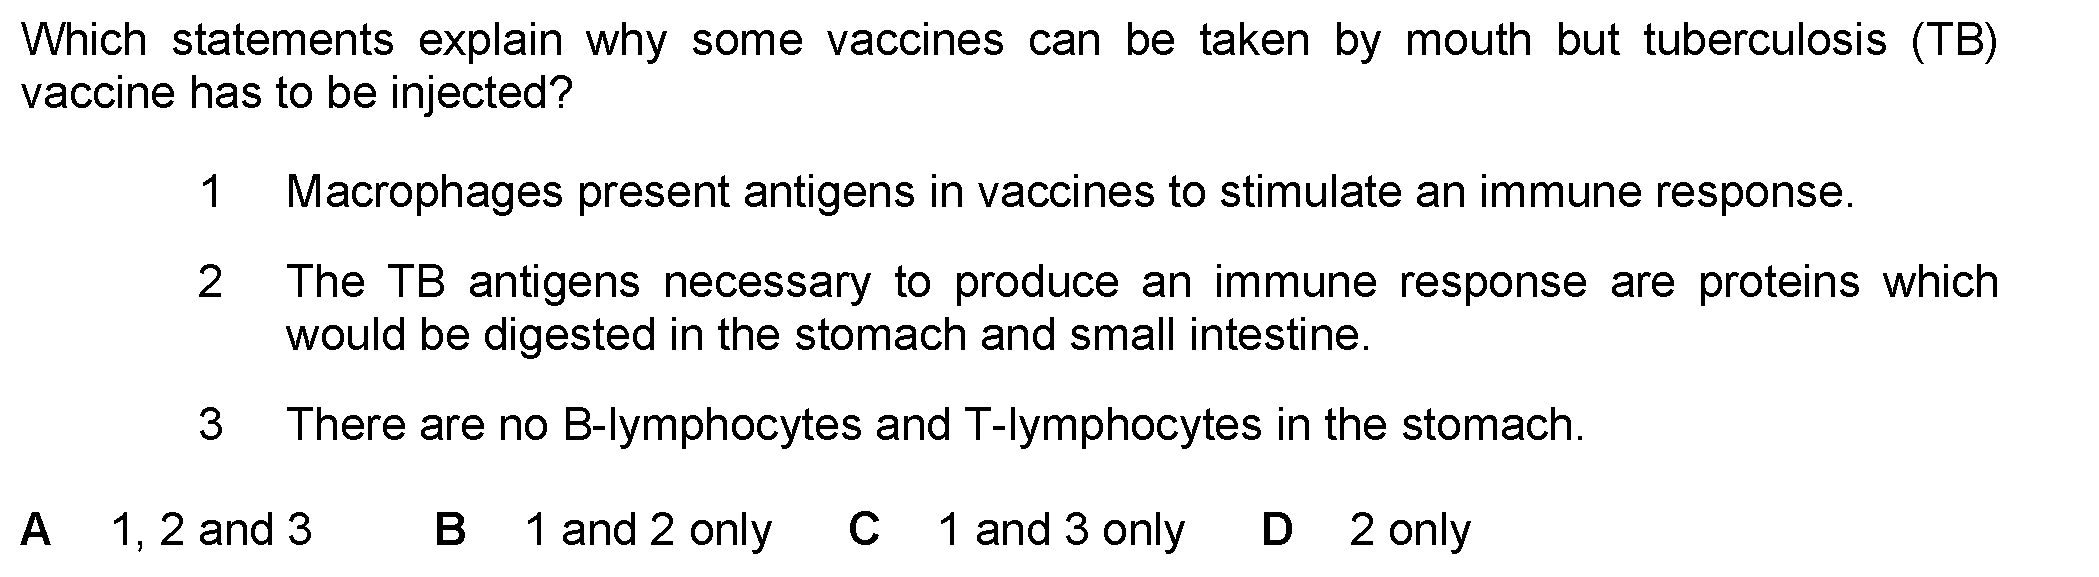 Which statements explain why some vaccines can be taken by mouth but tuberculosis (TB)
vaccine has to be injected?
1 Macrophages present antigens in vaccines to stimulate an immune response.
2 The TB antigens necessary to produce an immune response are proteins which
would be digested in the stomach and small intestine.
3 There are no B-lymphocytes and T-lymphocytes in the stomach.
A 1, 2 and 3 B 1 and 2 only C 1 and 3 only D 2 only